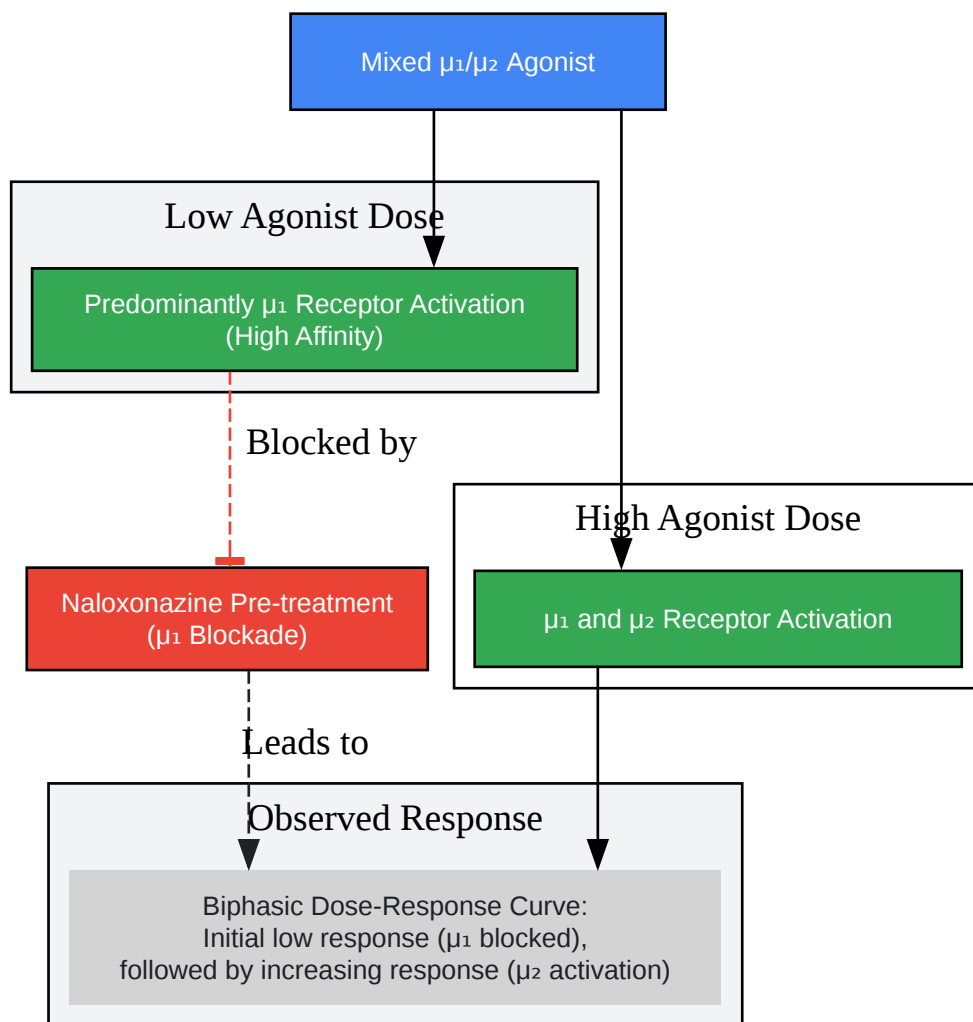 Mixed μ₁/μ₂ Agonist
Low Agonist Dose
Predominantly μ₁ Receptor Activation
(High Affinity)
Blocked by
High Agonist Dose
Naloxonazine Pre-treatment
(μ₁ Blockade)
μ₁ and μ₂ Receptor Activation
Leads to
Observed Response
Biphasic Dose-Response Curve:
Initial low response (μ₁ blocked),
followed by increasing response (μ₂ activation)